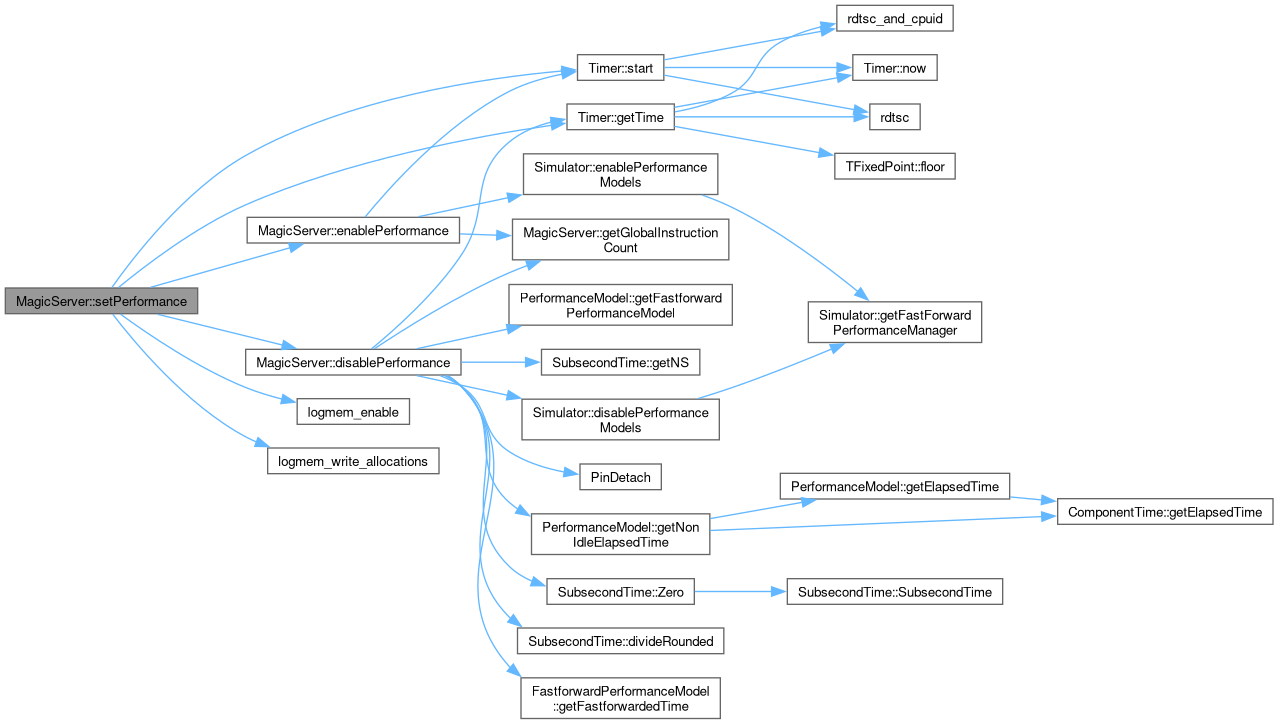 rdtsc_and_cpuid
Timer::start
Timer::now
Timer::getTime
rdtsc
Simulator::enablePerformance
Models
TFixedPoint::floor
MagicServer::enablePerformance
MagicServer::getGlobalInstruction
Count
MagicServer::setPerformance
PerformanceModel::getFastforward
PerformanceModel
Simulator::getFastForward
PerformanceManager
MagicServer::disablePerformance
SubsecondTime::getNS
logmem_enable
Simulator::disablePerformance
Models
logmem_write_allocations
PinDetach
PerformanceModel::getElapsedTime
ComponentTime::getElapsedTime
PerformanceModel::getNon
IdleElapsedTime
SubsecondTime::Zero
SubsecondTime::SubsecondTime
SubsecondTime::divideRounded
FastforwardPerformanceModel
::getFastforwardedTime